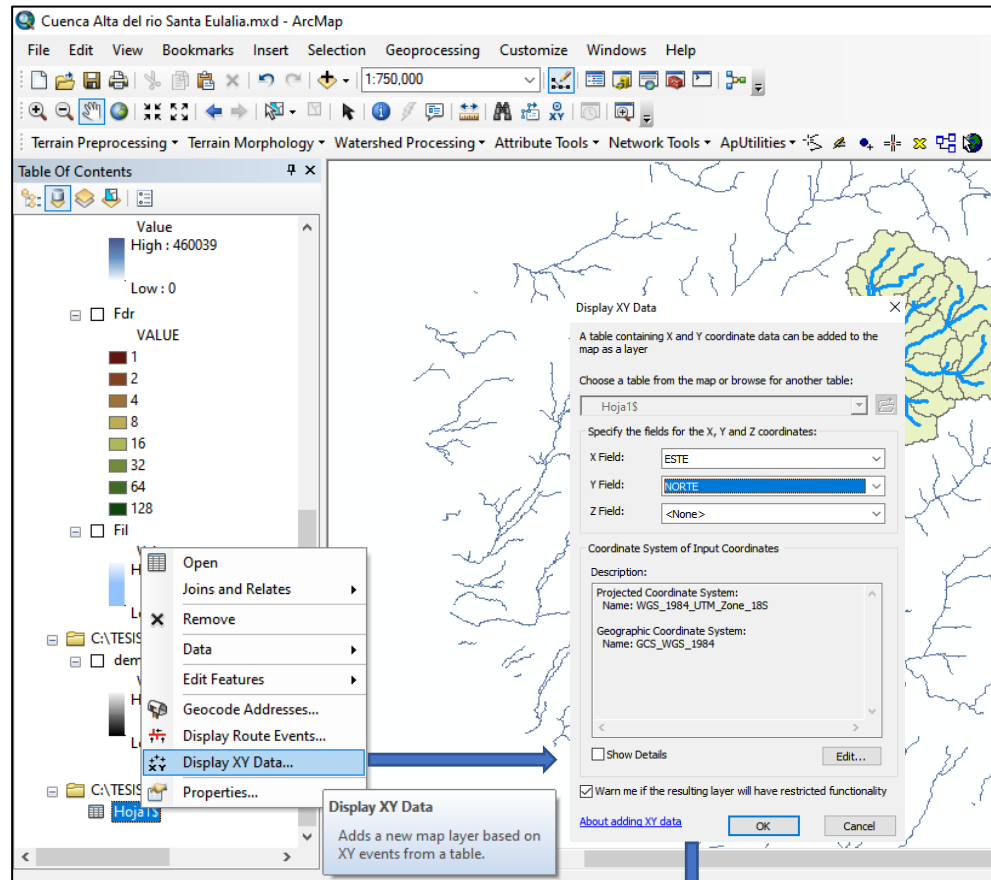 Cuenca Alta del rio Santa Eulalia.mxd - ArcMap
File Edit View Bookmarks Insert Selection Geoprocessing Customize Windows Help
1:750,000
Terrain Preprocessing Terrain Morphology Watershed Processing Attribute Tools Network Tools ApUtilities
Table Of Contents
Value
High : 460039
Low : 0
Fdr
VALUE
1
2
4
8
16
32
64
128
Fil
C:\TESIS
dem
C:\TESIS
Hoja1$
Open
Joins and Relates
Remove
Data
Edit Features
Geocode Addresses...
Display Route Events...
Display XY Data...
Properties...
Display XY Data
Adds a new map layer based on
XY events from a table.
Display XY Data
A table containing X and Y coordinate data can be added to the
map as a layer
Choose a table from the map or browse for another table:
Hoja1$
Specify the fields for the X, Y and Z coordinates:
X Field: ESTE
Y Field: NORTE
Z Field: <None>
Coordinate System of Input Coordinates
Description:
Projected Coordinate System:
Name: WGS_1984_UTM_Zone_18S
Geographic Coordinate System:
Name: GCS_WGS_1984
Show Details Edit...
Warn me if the resulting layer will have restricted functionality
About adding XY data OK Cancel